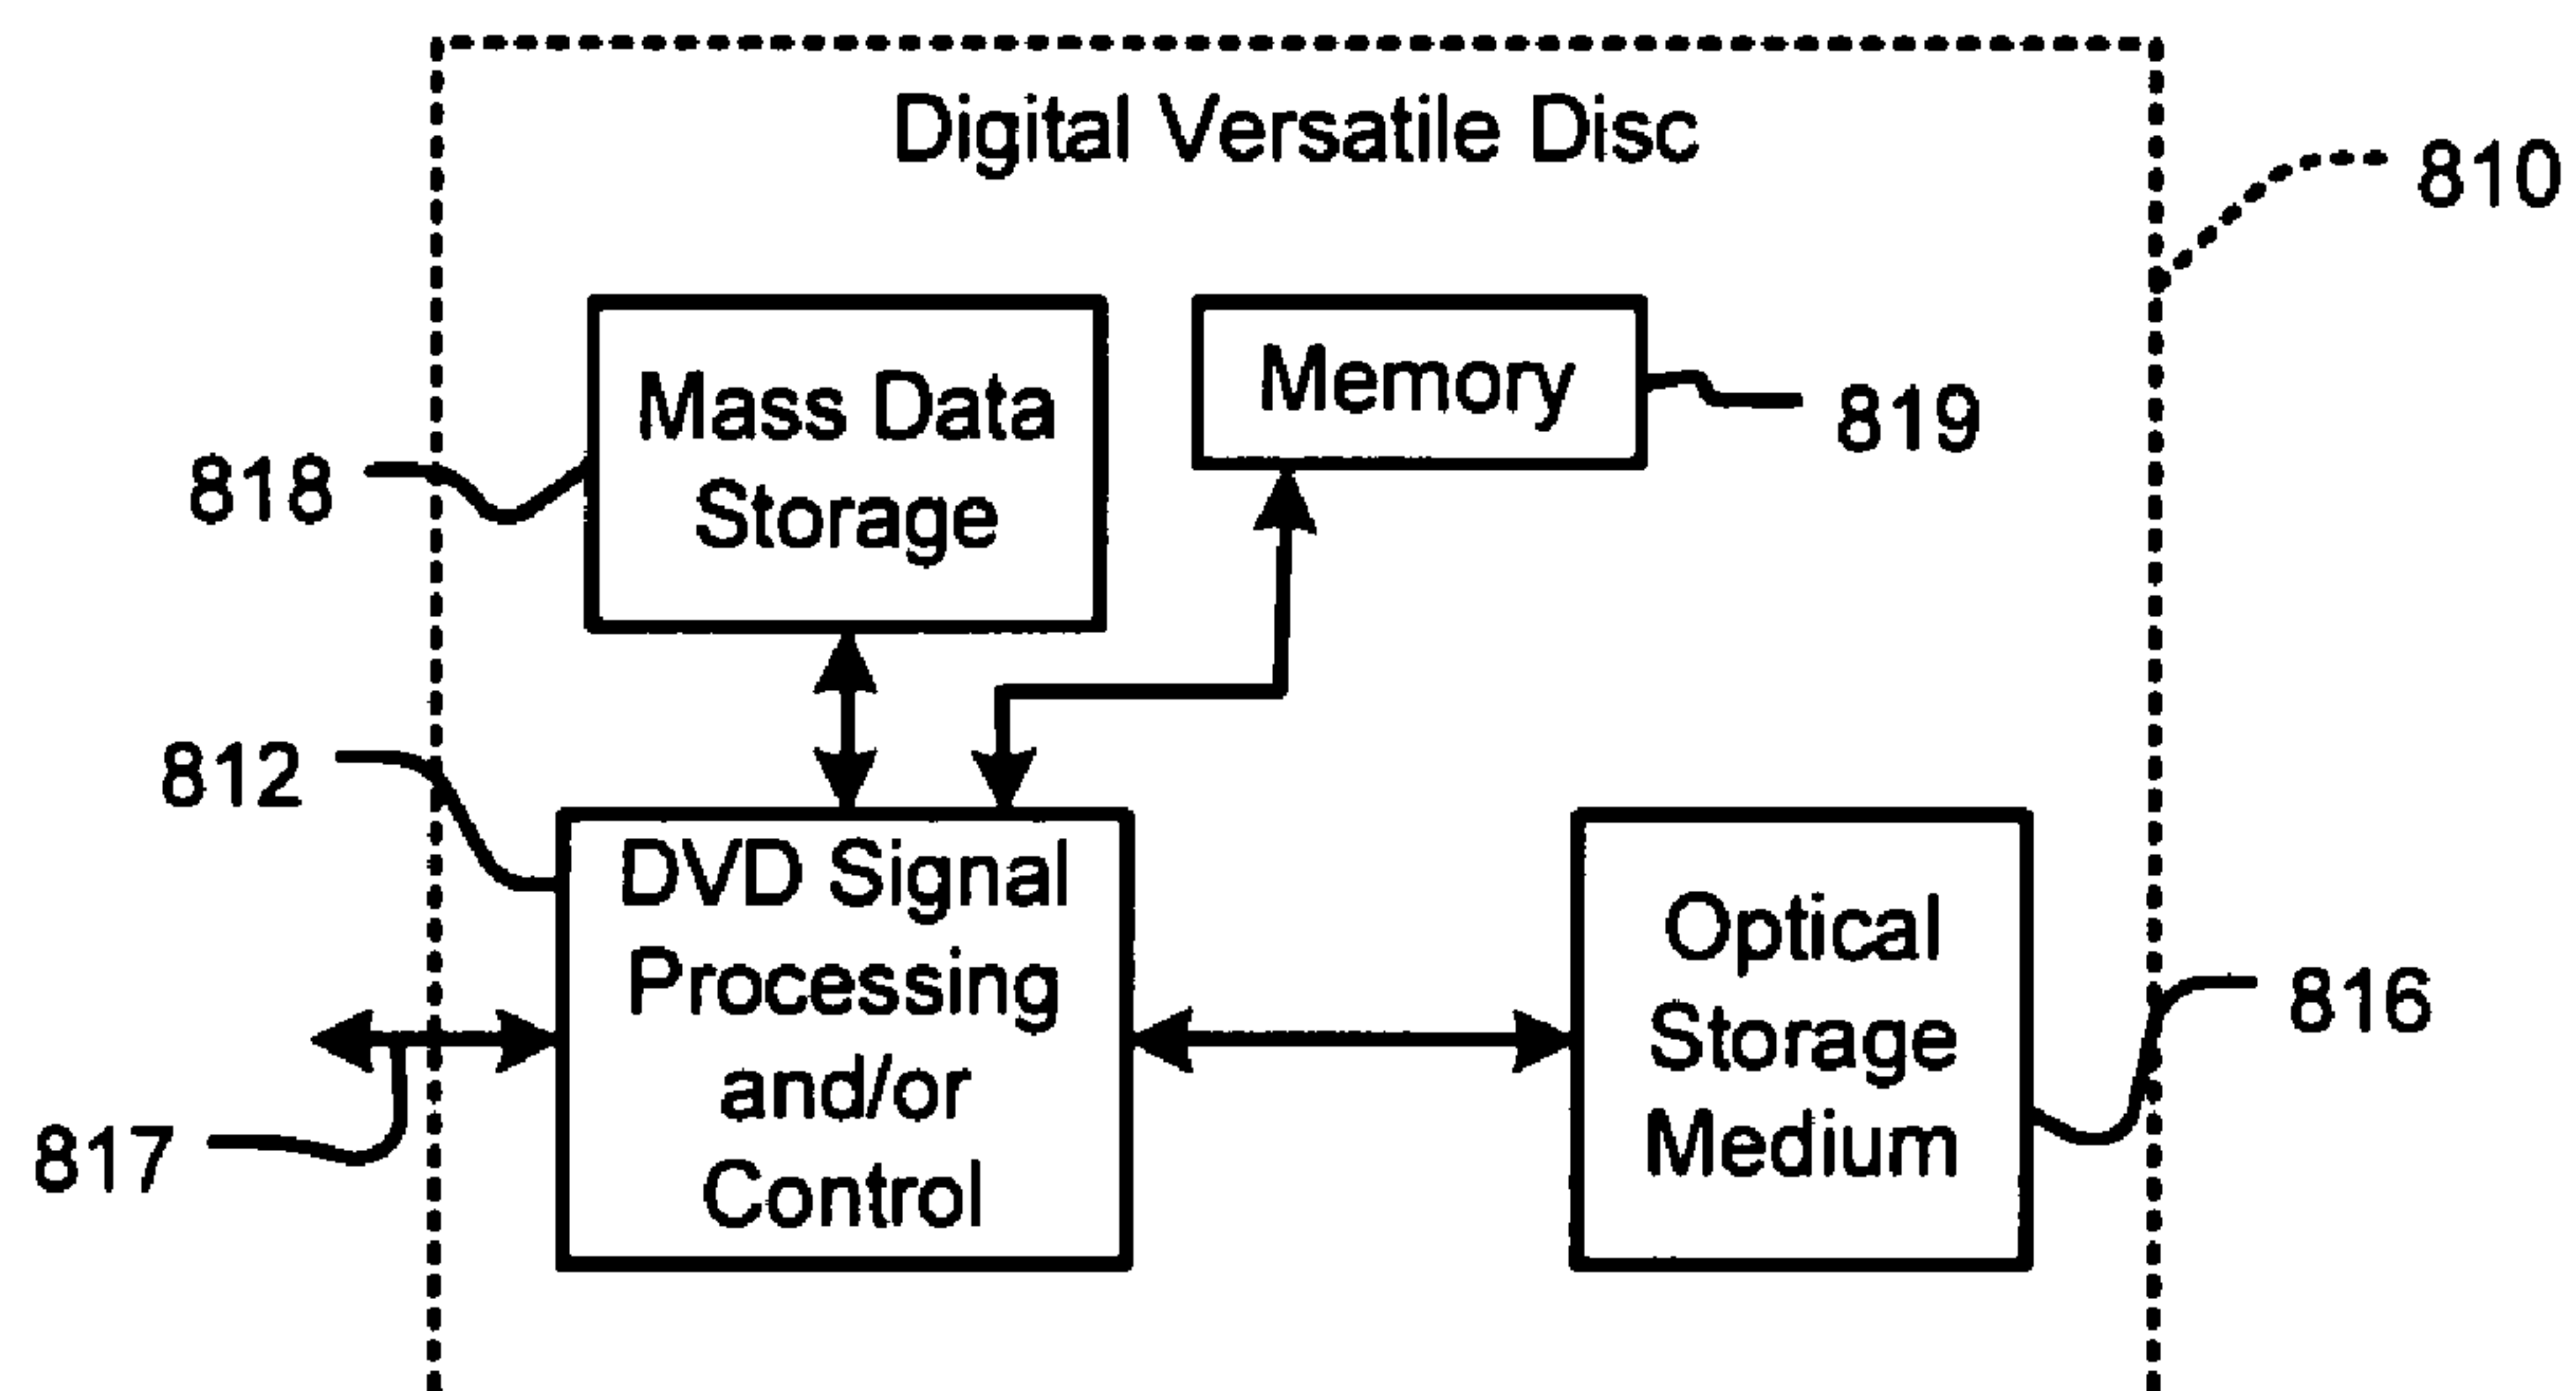 Digital Versatile Disc
810
Mass Data
Storage
818
Memory
819
812
DVD Signal
Processing
and/or
Control
817
Optical
Storage
Medium
816